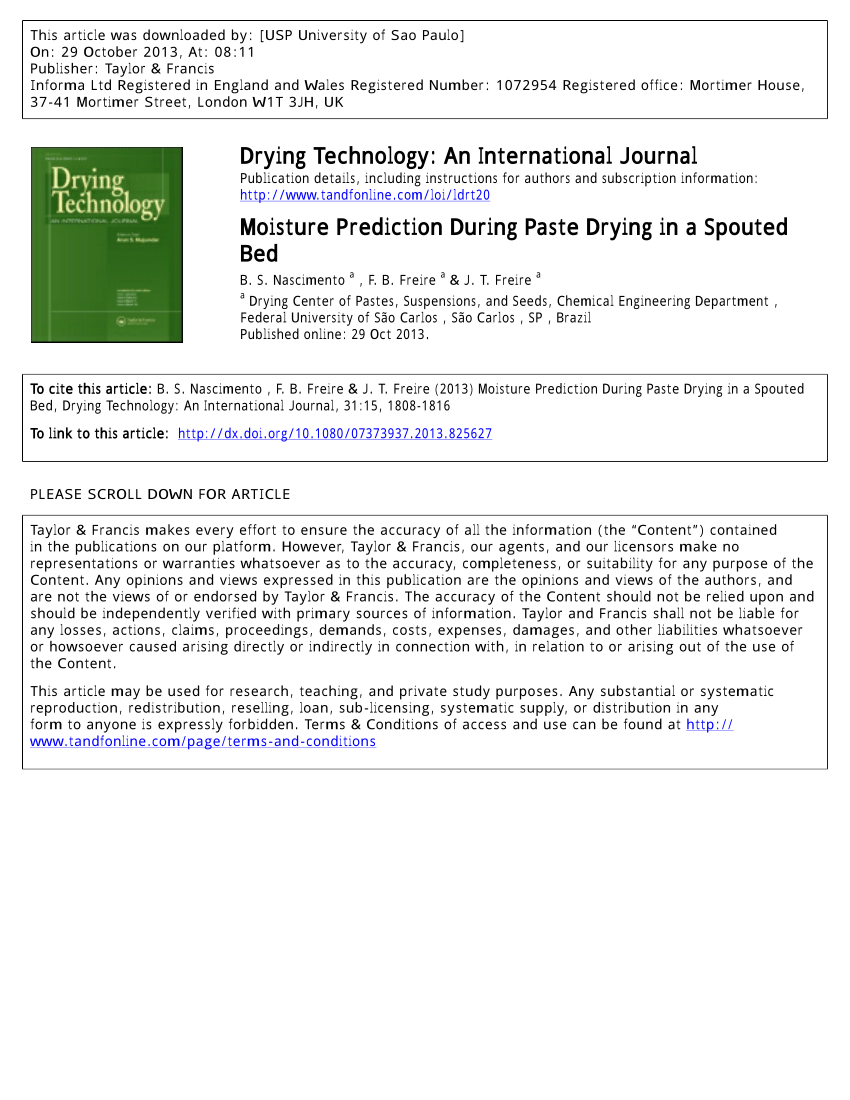 This article was downloaded by: [USP University of Sao Paulo]
On: 29 October 2013, At: 08:11
Publisher: Taylor & Francis
Informa Ltd Registered in England and Wales Registered Number: 1072954 Registered office: Mortimer House,
37-41 Mortimer Street, London W1T 3JH, UK
Drying
Technology
AN INTERNATIONAL JOURNAL
Drying Technology: An International Journal
Publication details, including instructions for authors and subscription information:
http://www.tandfonline.com/loi/ldrt20
Moisture Prediction During Paste Drying in a Spouted
Bed
B. S. Nascimento a , F. B. Freire a & J. T. Freire a
a Drying Center of Pastes, Suspensions, and Seeds, Chemical Engineering Department ,
Federal University of São Carlos , São Carlos , SP , Brazil
Published online: 29 Oct 2013.
To cite this article: B. S. Nascimento , F. B. Freire & J. T. Freire (2013) Moisture Prediction During Paste Drying in a Spouted
Bed, Drying Technology: An International Journal, 31:15, 1808-1816
To link to this article: http://dx.doi.org/10.1080/07373937.2013.825627
PLEASE SCROLL DOWN FOR ARTICLE
Taylor & Francis makes every effort to ensure the accuracy of all the information (the “Content”) contained
in the publications on our platform. However, Taylor & Francis, our agents, and our licensors make no
representations or warranties whatsoever as to the accuracy, completeness, or suitability for any purpose of the
Content. Any opinions and views expressed in this publication are the opinions and views of the authors, and
are not the views of or endorsed by Taylor & Francis. The accuracy of the Content should not be relied upon and
should be independently verified with primary sources of information. Taylor and Francis shall not be liable for
any losses, actions, claims, proceedings, demands, costs, expenses, damages, and other liabilities whatsoever
or howsoever caused arising directly or indirectly in connection with, in relation to or arising out of the use of
the Content.
This article may be used for research, teaching, and private study purposes. Any substantial or systematic
reproduction, redistribution, reselling, loan, sub-licensing, systematic supply, or distribution in any
form to anyone is expressly forbidden. Terms & Conditions of access and use can be found at http://
www.tandfonline.com/page/terms-and-conditions